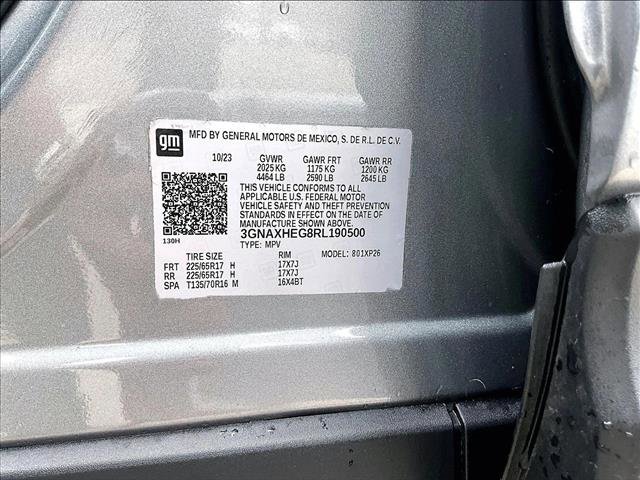 gm MFD BY GENERAL MOTORS DE MEXICO, S. DE R.L. DE C.V.
10/23 GVWR GAWR FRT GAWR RR
2025 KG 1175 KG 1200 KG
4464 LB 2590 LB 2645 LB
THIS VEHICLE CONFORMS TO ALL
APPLICABLE U.S. FEDERAL MOTOR
VEHICLE SAFETY AND THEFT PREVENTION
STANDARDS IN EFFECT ON THE DATE OF
MANUFACTURE SHOWN ABOVE.
3GNAXHEG8RL190500
130H TYPE: MPV
TIRE SIZE RIM MODEL: 801XP26
FRT 225/65R17 H 17X7J
RR 225/65R17 H 17X7J
SPA T135/70R16 M 16X4BT